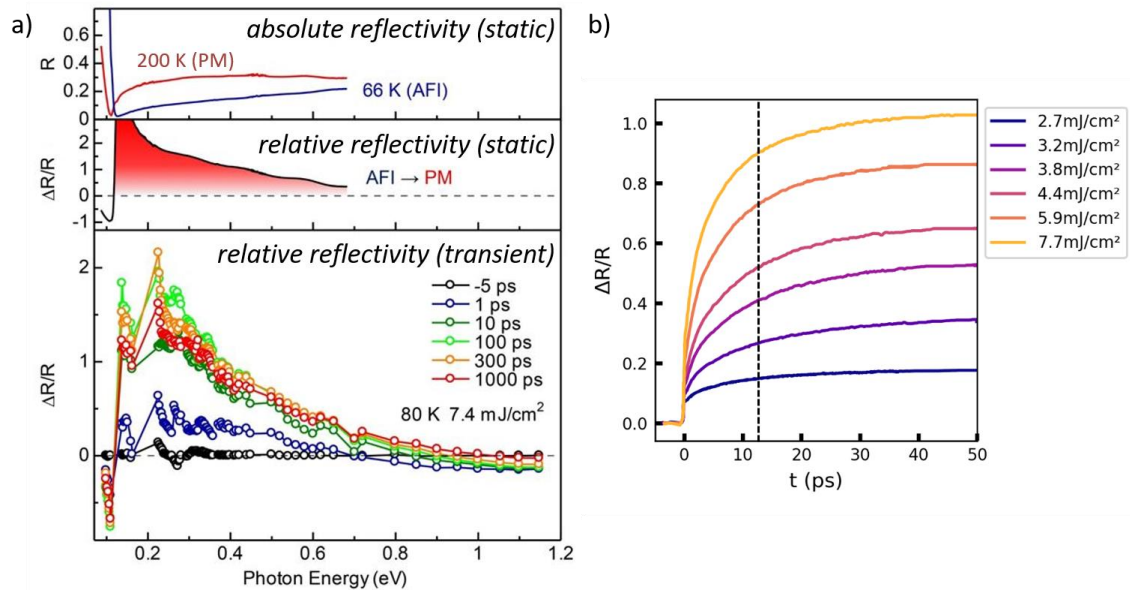 a)
absolute reflectivity (static)
R
0.6
0.4
0.2
0
200 K (PM)
66 K (AFI)
relative reflectivity (static)
ΔR/R
2
1
0
-1
AFI → PM
relative reflectivity (transient)
ΔR/R
2
1
0
-5 ps
1 ps
10 ps
100 ps
300 ps
1000 ps
80 K 7.4 mJ/cm²
0.2 0.4 0.6 0.8 1.0 1.2
Photon Energy (eV)
b)
ΔR/R
1.0
0.8
0.6
0.4
0.2
0.0
0 10 20 30 40 50
t (ps)
2.7mJ/cm²
3.2mJ/cm²
3.8mJ/cm²
4.4mJ/cm²
5.9mJ/cm²
7.7mJ/cm²